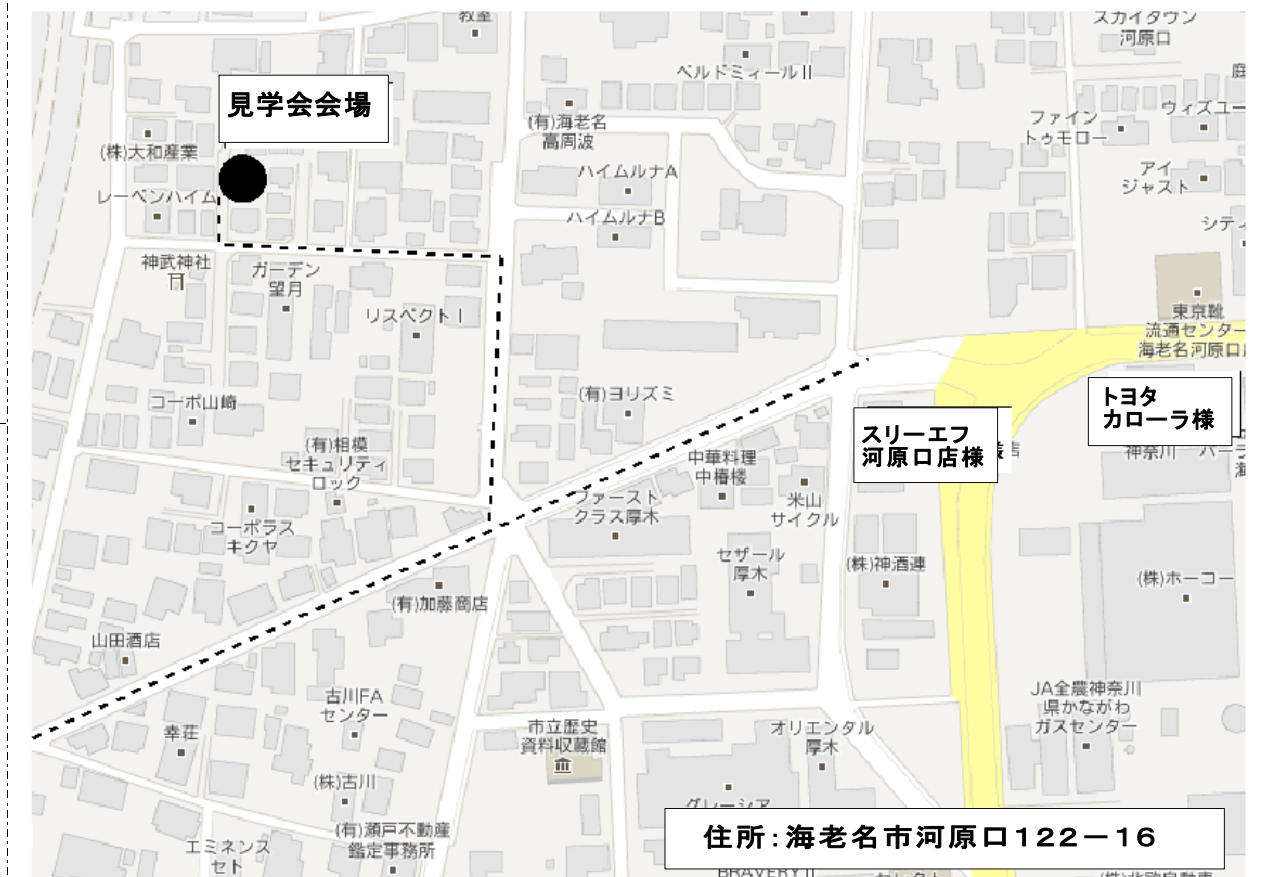 教室
スカイタウン
河原口
ベルドミィールII
見学会会場
(有)海老名
高周波
ファイン
トゥモロー
ウィズユー
庭
(株)大和産業
ハイムルナA
アイ
ジャスト
レーベンハイム
ハイムルナB
シティ
神武神社
ガーデン
望月
リスペクトI
東京靴
流通センター
海老名河原口店
トヨタ
カローラ様
(有)ヨリズミ
コーポ山崎
スリーエフ
河原口店様
店
神奈川
(有)相模
セキュリティ
ロック
中華料理
中椿楼
ファースト
クラス厚木
米山
サイクル
コーポラス
キクヤ
セザール
厚木
(株)神酒連
(株)ホーコー
(有)加藤商店
山田酒店
古川FA
センター
JA全農神奈川
県かながわ
ガスセンター
幸荘
市立歴史
資料収蔵館
オリエンタル
厚木
(株)古川
グレーシア
(有)瀬戸不動産
鑑定事務所
住所:海老名市河原口122－16
エミネンス
セト
BRAVERYII